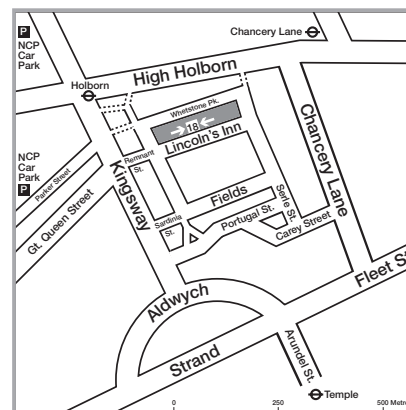 P
NCP
Car
Park
Chancery Lane
High Holborn
Holborn
Whetstone Pk.
18
Lincoln's Inn
Chancery Lane
NCP
Car
Park
P
Remnant
St.
Parker Street
Kingsway
Gt. Queen Street
Fields
Serle St.
Sardinia
St.
Portugal St.
Carey Street
Aldwych
Fleet S
Strand
Arundel St.
Temple
0
250
500 Metre